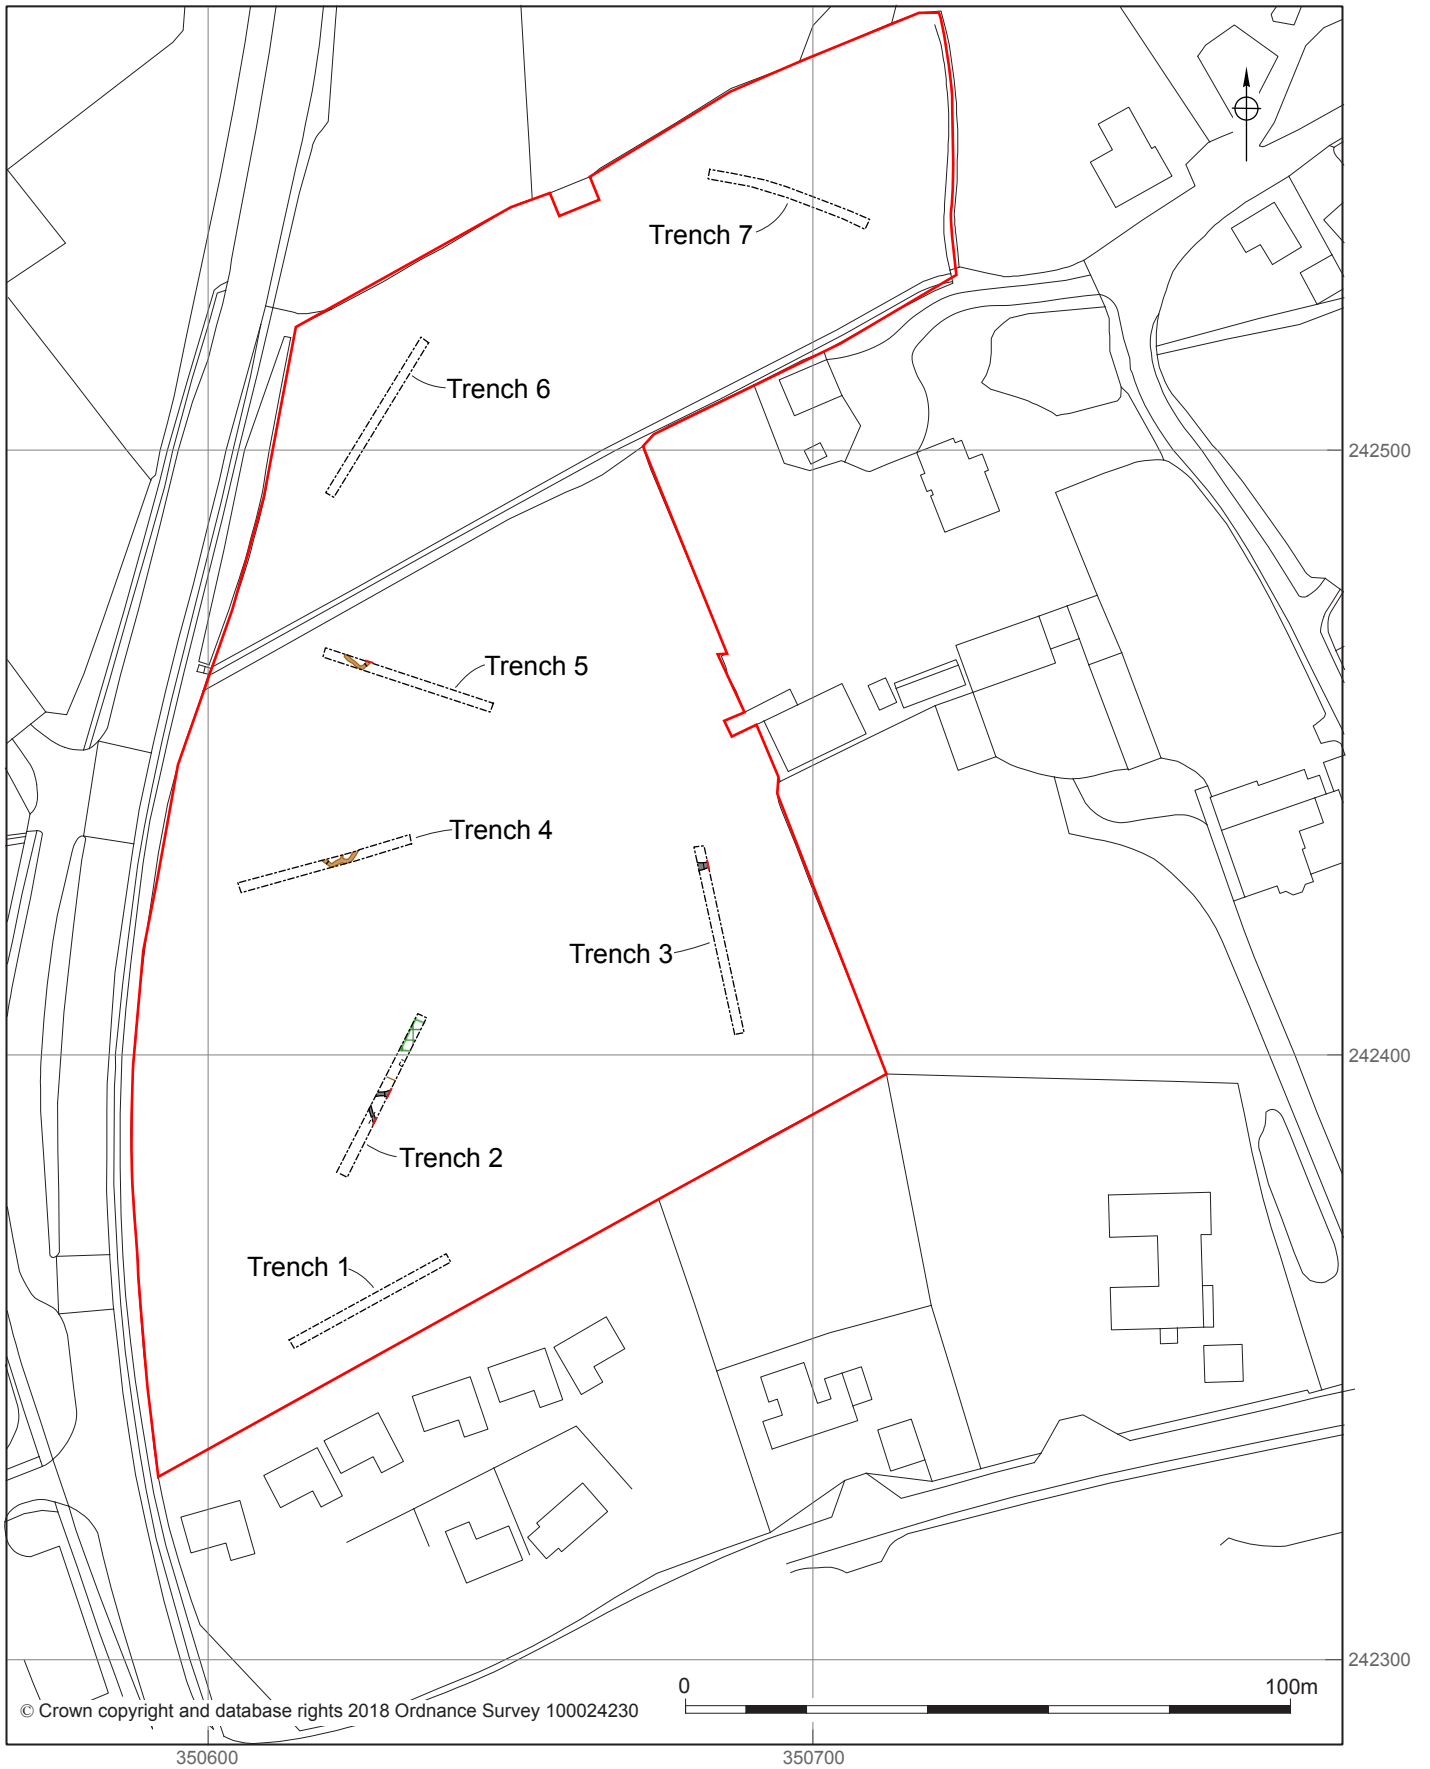 Trench 7
Trench 6
242500
Trench 5
Trench 4
Trench 3
242400
Trench 2
Trench 1
242300
0
100m
© Crown copyright and database rights 2018 Ordnance Survey 100024230
350600
350700